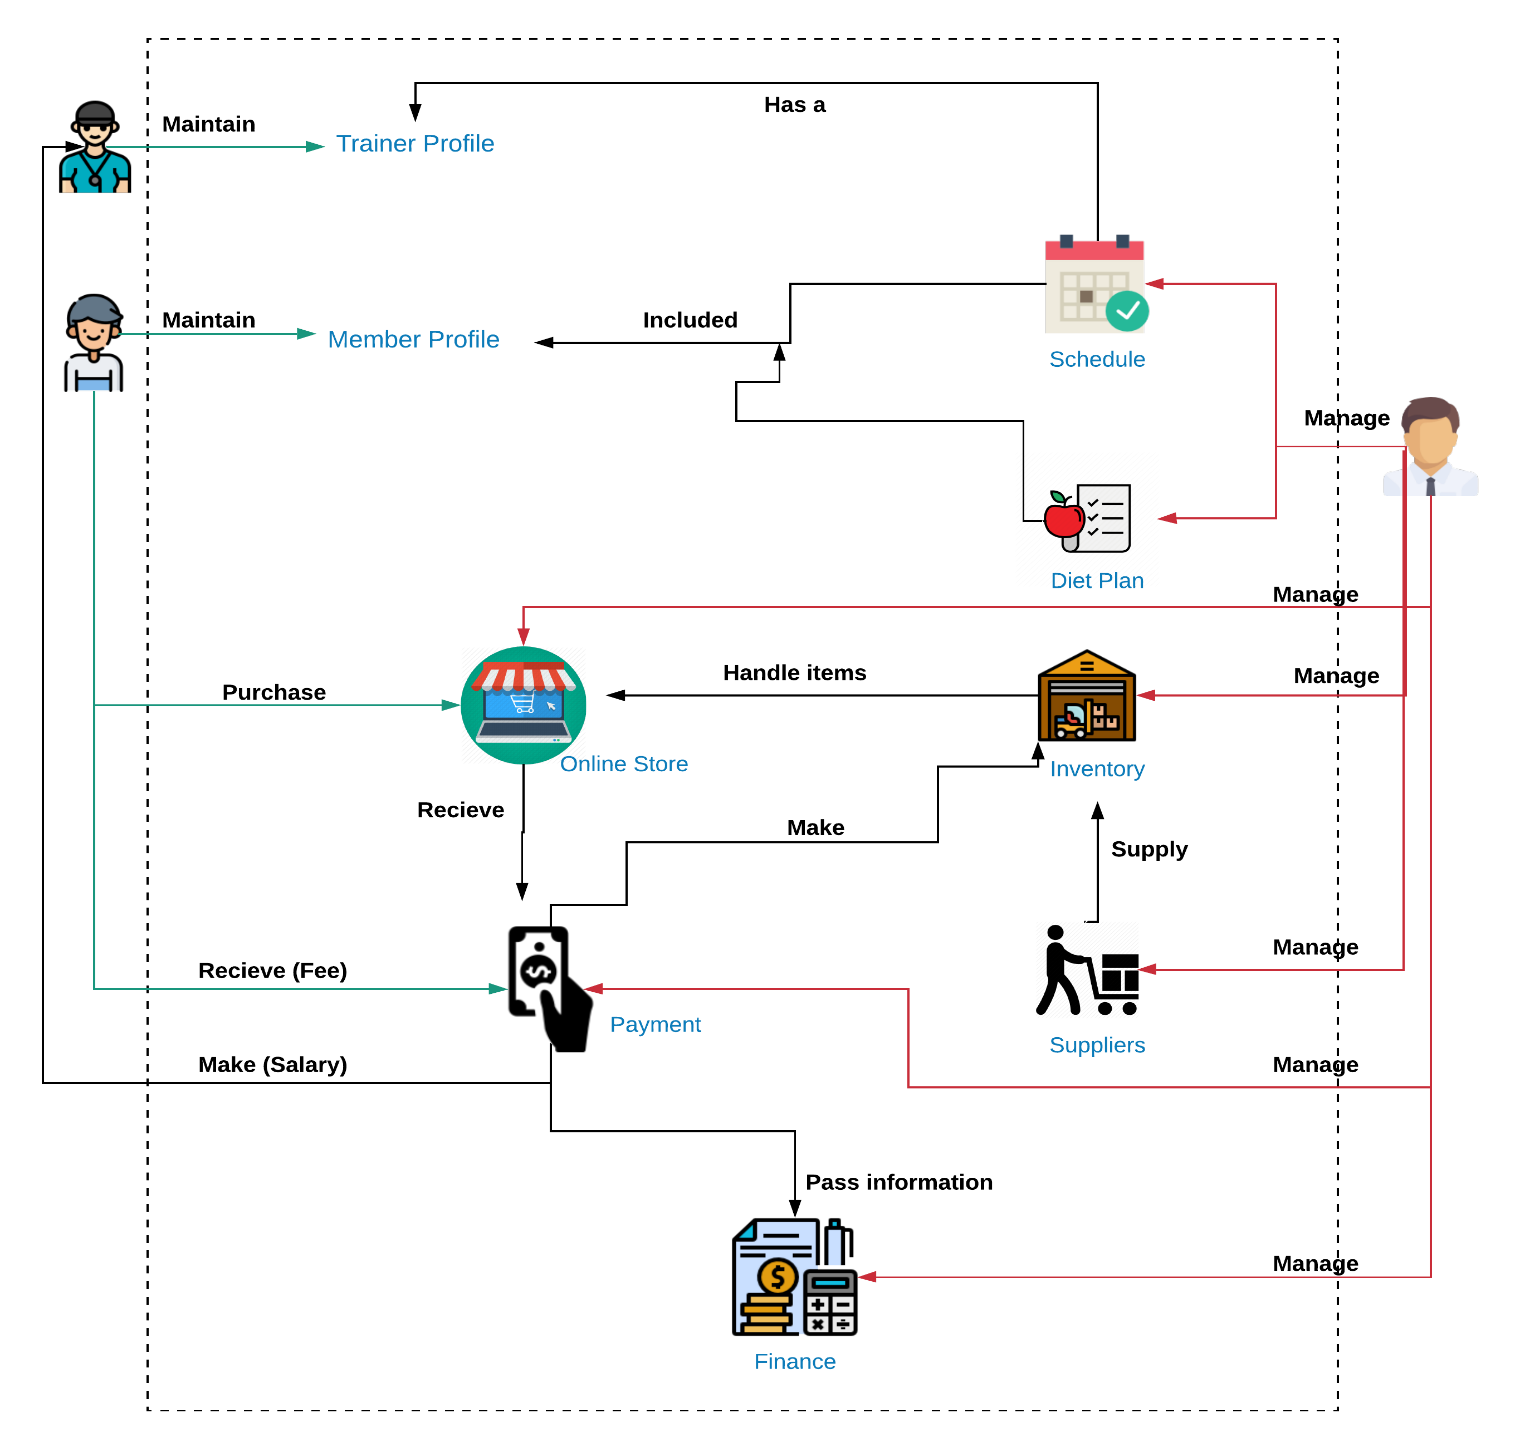 Has a
Maintain
Trainer Profile
Maintain
Member Profile
Included
Schedule
Manage
Diet Plan
Manage
Handle items
Manage
Purchase
Online Store
Inventory
Recieve
Make
Supply
Manage
Recieve (Fee)
Payment
Suppliers
Make (Salary)
Manage
Pass information
Manage
Finance